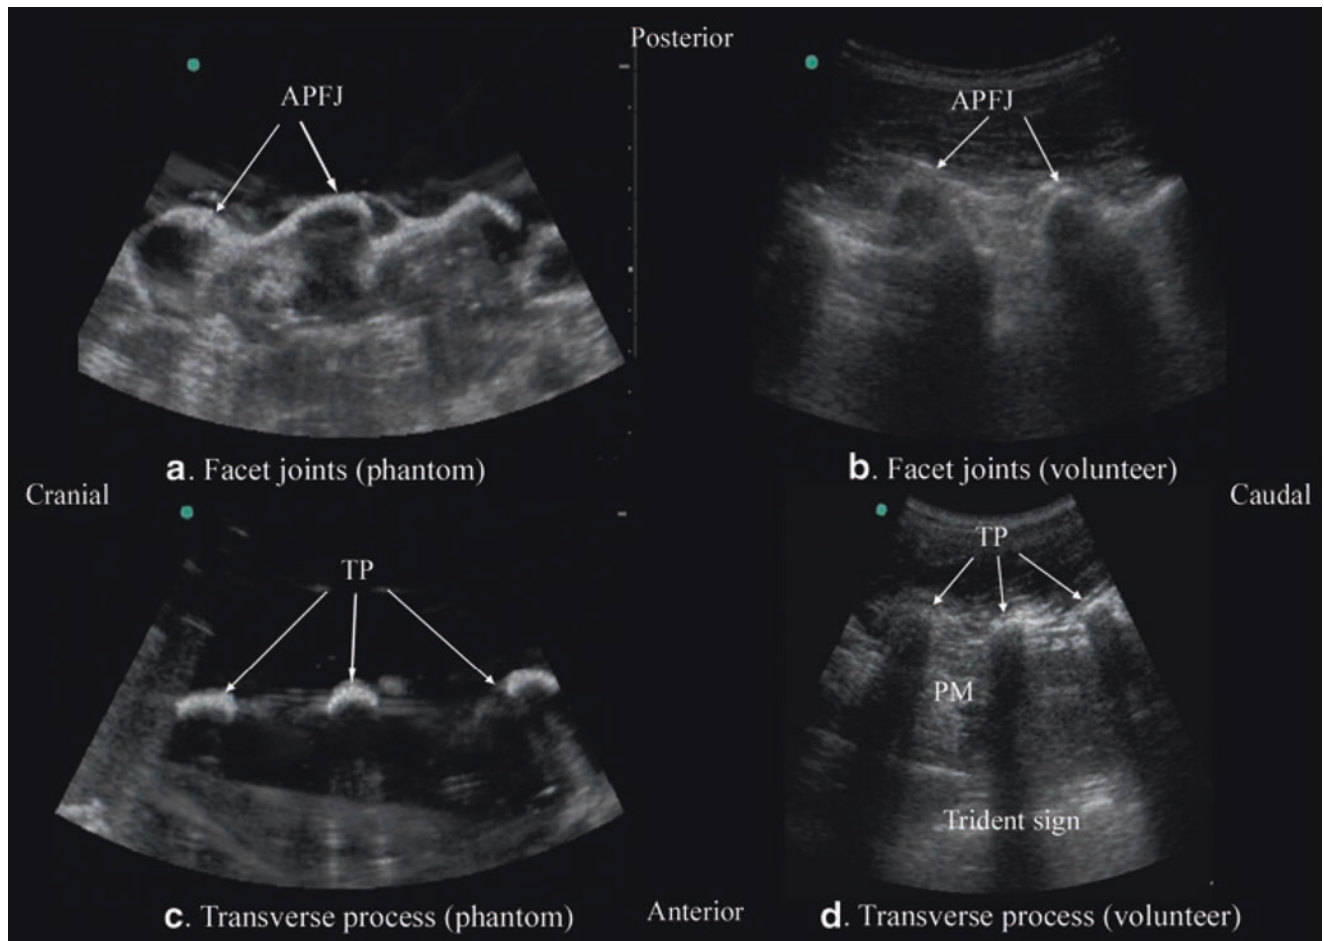 Posterior
APFJ
APFJ
a. Facet joints (phantom)
b. Facet joints (volunteer)
Cranial
Caudal
TP
TP
PM
Trident sign
c. Transverse process (phantom)
Anterior
d. Transverse process (volunteer)